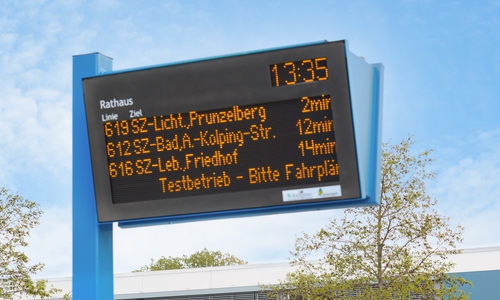 13:35
Rathaus
Linie Ziel
619 SZ-Licht.,Prunzelberg 2min
612 SZ-Bad,A.-Kolping-Str. 12min
616 SZ-Leb.,Friedhof 14min
Testbetrieb - Bitte Fahrplä